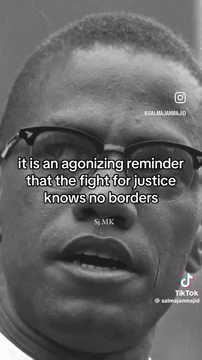 @SALMAJANMAJID
it is an agonizing reminder
that the fight for justice
knows no borders
Sj.MK
TikTok
salmajanmajid